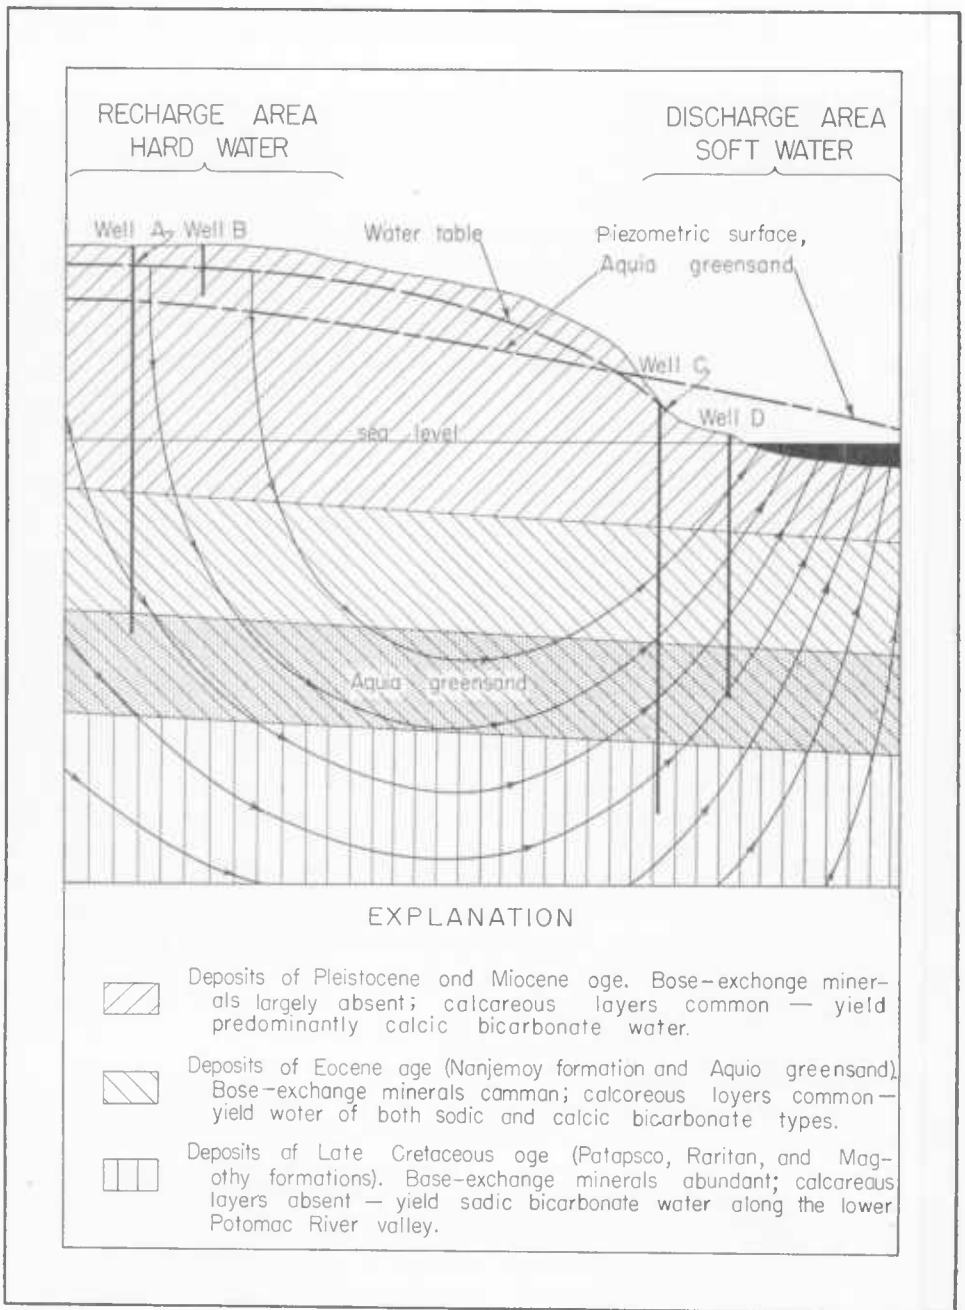 RECHARGE AREA
HARD WATER
DISCHARGE AREA
SOFT WATER
Well A
Well B
Water table
Piezometric surface,
Aquia greensand
Well C
Well D
sea level
Aquia greensand
EXPLANATION
Deposits of Pleistocene ond Miocene oge. Bose-exchonge miner-
als largely absent; calcareous layers common — yield
predominantly calcic bicarbonate water.
Deposits of Eocene age (Nanjemoy formation and Aquio greensand).
Bose-exchange minerals camman; calcoreous loyers common—
yield woter of both sodic and calcic bicarbonate types.
Deposits af Late Cretaceous oge (Patapsco, Raritan, and Mag-
othy formations). Base-exchange minerals abundant; calcareous
layers absent — yield sadic bicarbonate water along the lower
Potomac River valley.